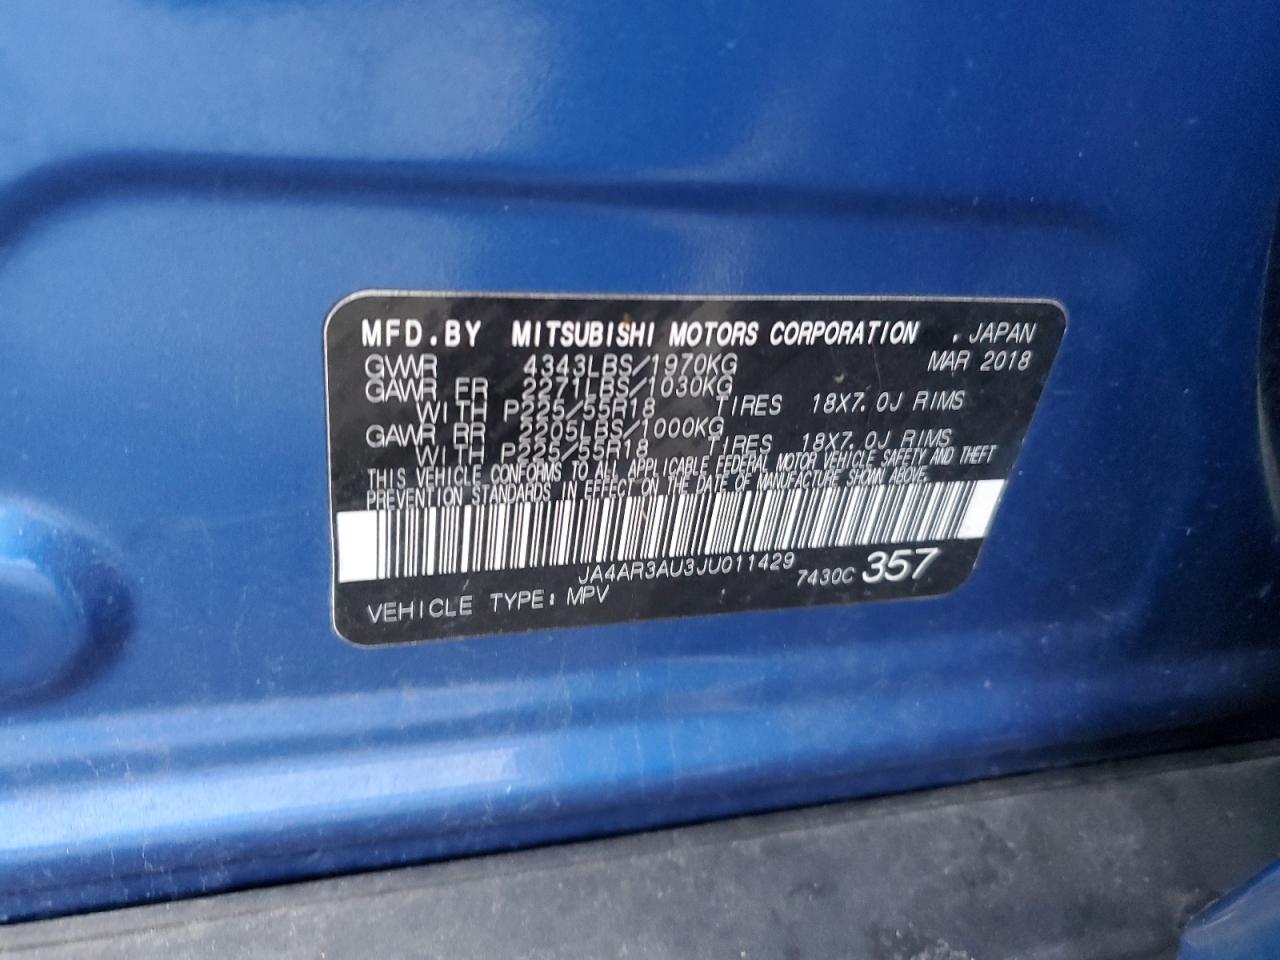 MFD.BY MITSUBISHI MOTORS CORPORATION , JAPAN
GVWR 4343LBS/1970KG MAR 2018
GAWR FR 2271LBS/1030KG
WITH P225/55R18 TIRES 18X7.0J RIMS
GAWR RR 2205LBS/1000KG
WITH P225/55R18 TIRES 18X7.0J RIMS
THIS VEHICLE CONFORMS TO ALL APPLICABLE FEDERAL MOTOR VEHICLE SAFETY AND THEFT
PREVENTION STANDARDS IN EFFECT ON THE DATE OF MANUFACTURE SHOWN ABOVE.
JA4AR3AU3JU011429 7430C 357
VEHICLE TYPE: MPV